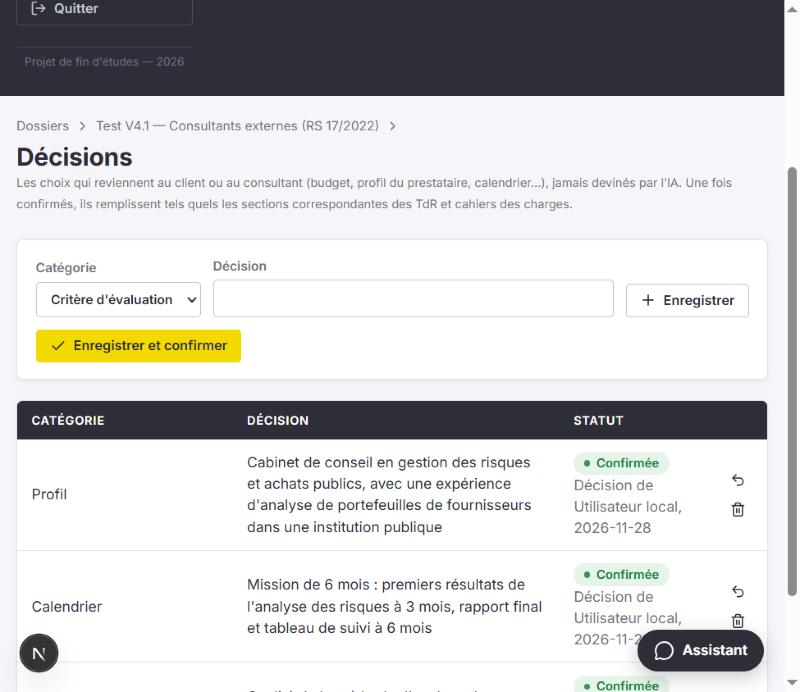 Quitter
Projet de fin d'études — 2026
Dossiers > Test V4.1 — Consultants externes (RS 17/2022) >
Décisions
Les choix qui reviennent au client ou au consultant (budget, profil du prestataire, calendrier…), jamais devinés par l'IA. Une fois
confirmés, ils remplissent tels quels les sections correspondantes des TdR et cahiers des charges.
Catégorie
Décision
Critère d'évaluation
+ Enregistrer
Enregistrer et confirmer
CATÉGORIE DÉCISION STATUT
Profil
Cabinet de conseil en gestion des risques
et achats publics, avec une expérience
d'analyse de portefeuilles de fournisseurs
dans une institution publique
Confirmée
Décision de
Utilisateur local,
2026-11-28
Calendrier
Mission de 6 mois : premiers résultats de
l'analyse des risques à 3 mois, rapport final
et tableau de suivi à 6 mois
Confirmée
Décision de
Utilisateur local,
N
Assistant
Confirmée